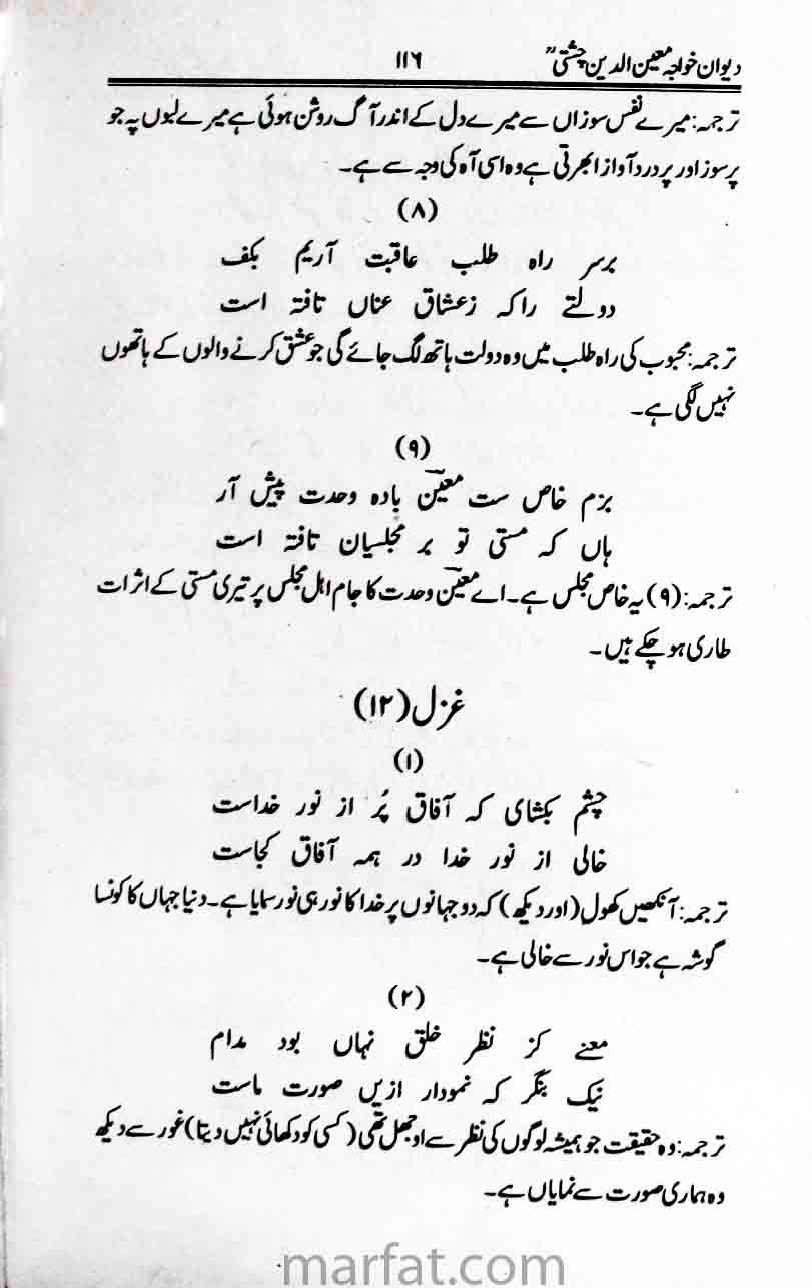 دیوان خواجہ معین الدین چشتیؒ ۱۱۶
ترجمہ: میرے نفس سوزاں سے میرے دل کے اندر آگ روشن ہوئی ہے میرے لبوں پہ جو
پرسوز اور پردرد آواز ابھرتی ہے وہ اسی آہ کی وجہ سے ہے۔
(۸)
برسر راہ طلب عاقبت آریم بکف
دولتے راکہ زعشاق عناں تافتہ است
ترجمہ: محبوب کی راہ طلب میں وہ دولت ہاتھ لگ جائے گی جو عشق کرنے والوں کے ہاتھوں
نہیں لگی ہے۔
(۹)
بزم خاص ست معینؔ بادہ وحدت پیش آر
ہاں کہ مستی تو بر مجلسیان تافتہ است
ترجمہ: (۹) یہ خاص مجلس ہے۔ اے معینؔ وحدت کا جام اہل مجلس پر تیری مستی کے اثرات
طاری ہو چکے ہیں۔
غزل (۱۲)
(۱)
چشم بکشای کہ آفاق پُر از نور خداست
خالی از نور خدا در ہمہ آفاق کجاست
ترجمہ: آنکھیں کھول (اور دیکھ) کہ دو جہانوں پر خدا کا نور ہی نور سمایا ہے۔ دنیا جہاں کا کونسا
گوشہ ہے جو اس نور سے خالی ہے۔
(۲)
معنے کز نظر خلق نہاں بود مدام
نیک بنگر کہ نمودار ازیں صورت ماست
ترجمہ: وہ حقیقت جو ہمیشہ لوگوں کی نظر سے اوجھل تھی (کسی کو دکھائی نہیں دیتا) غور سے دیکھ
وہ ہماری صورت سے نمایاں ہے۔
marfat.com